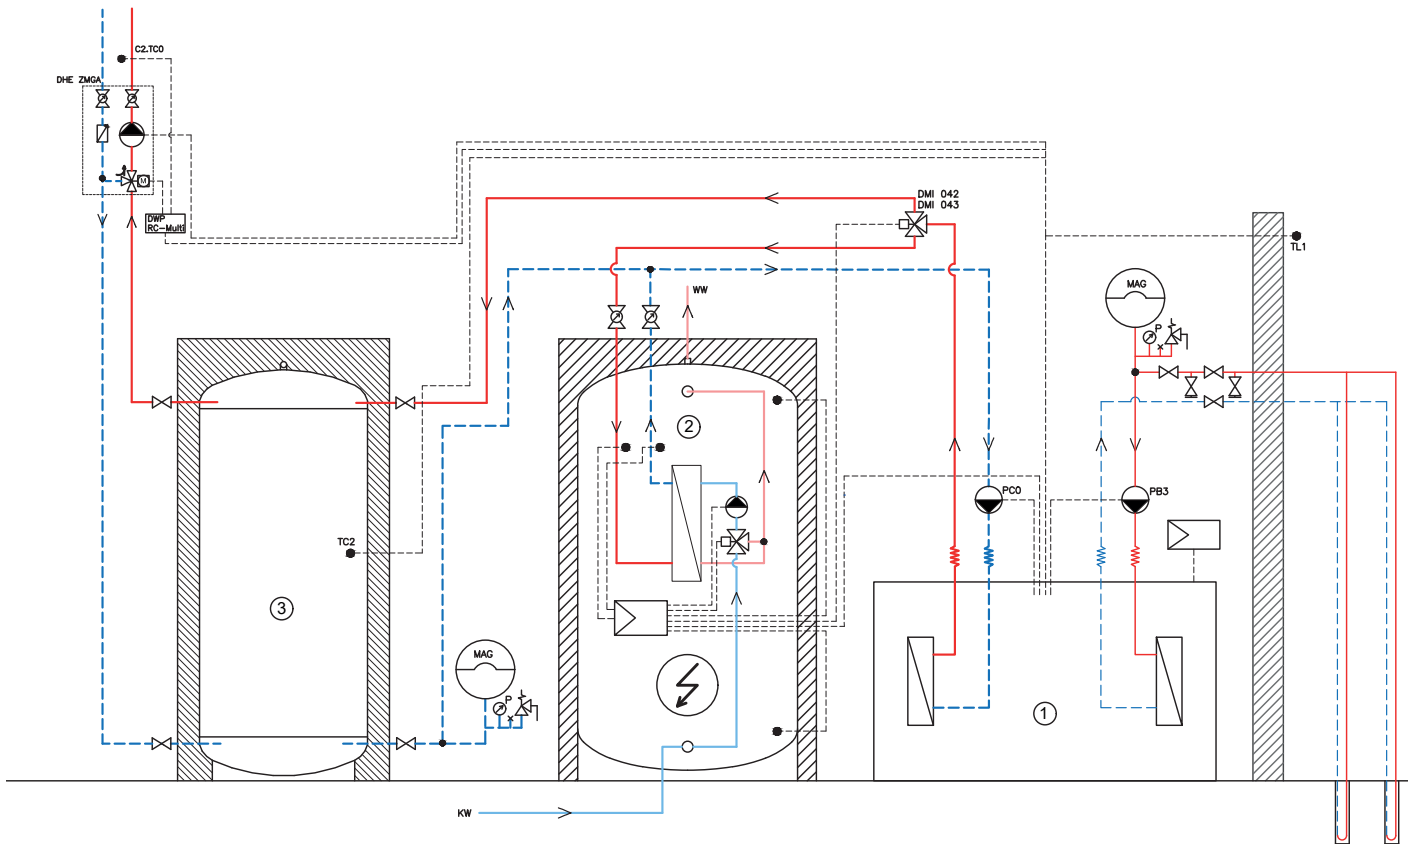 C2.TC0
DHE ZMGA
M
DWP
RC-Multi
DMI 042
DMI 043
TL1
MAG
P
WW
2
PC0
PB3
TC2
3
MAG
P
1
KW